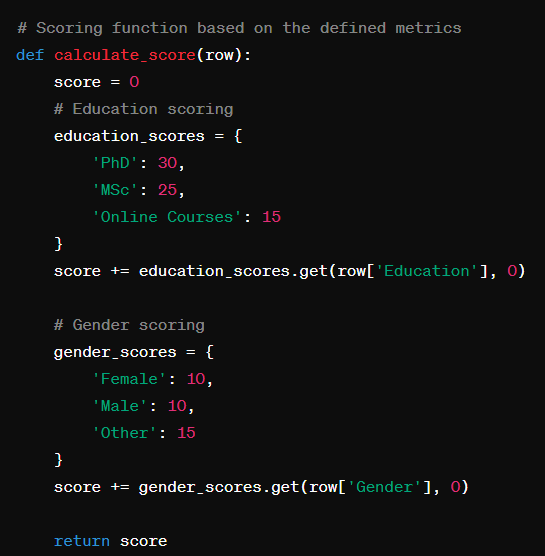 # Scoring function based on the defined metrics
def calculate_score(row):
    score = 0
    # Education scoring
    education_scores = {
        'PhD': 30,
        'MSc': 25,
        'Online Courses': 15
    }
    score += education_scores.get(row['Education'], 0)

    # Gender scoring
    gender_scores = {
        'Female': 10,
        'Male': 10,
        'Other': 15
    }
    score += gender_scores.get(row['Gender'], 0)

    return score